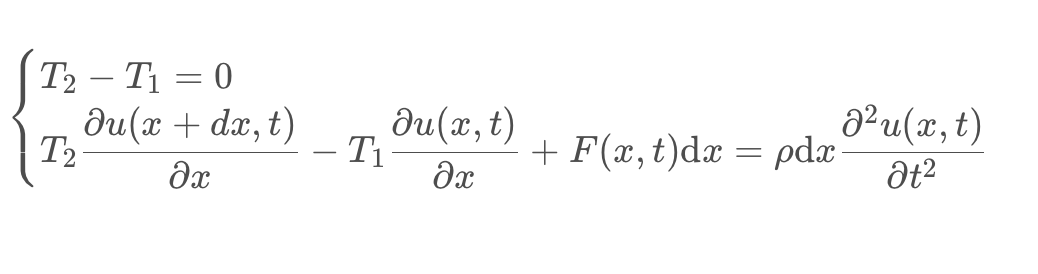 T₂ − T₁ = 0
T₂ ∂u(x + dx, t)/∂x − T₁ ∂u(x, t)/∂x + F(x, t)dx = ρdx ∂²u(x, t)/∂t²